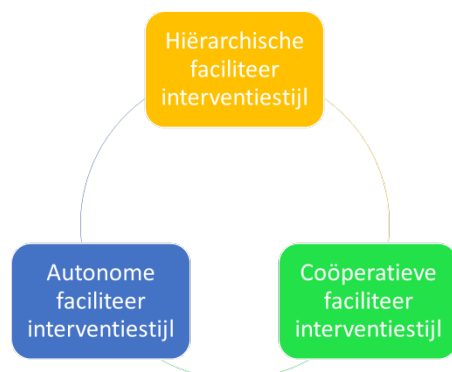 Hiërarchische
faciliteer
interventiestijl
Autonome
faciliteer
interventiestijl
Coöperatieve
faciliteer
interventiestijl